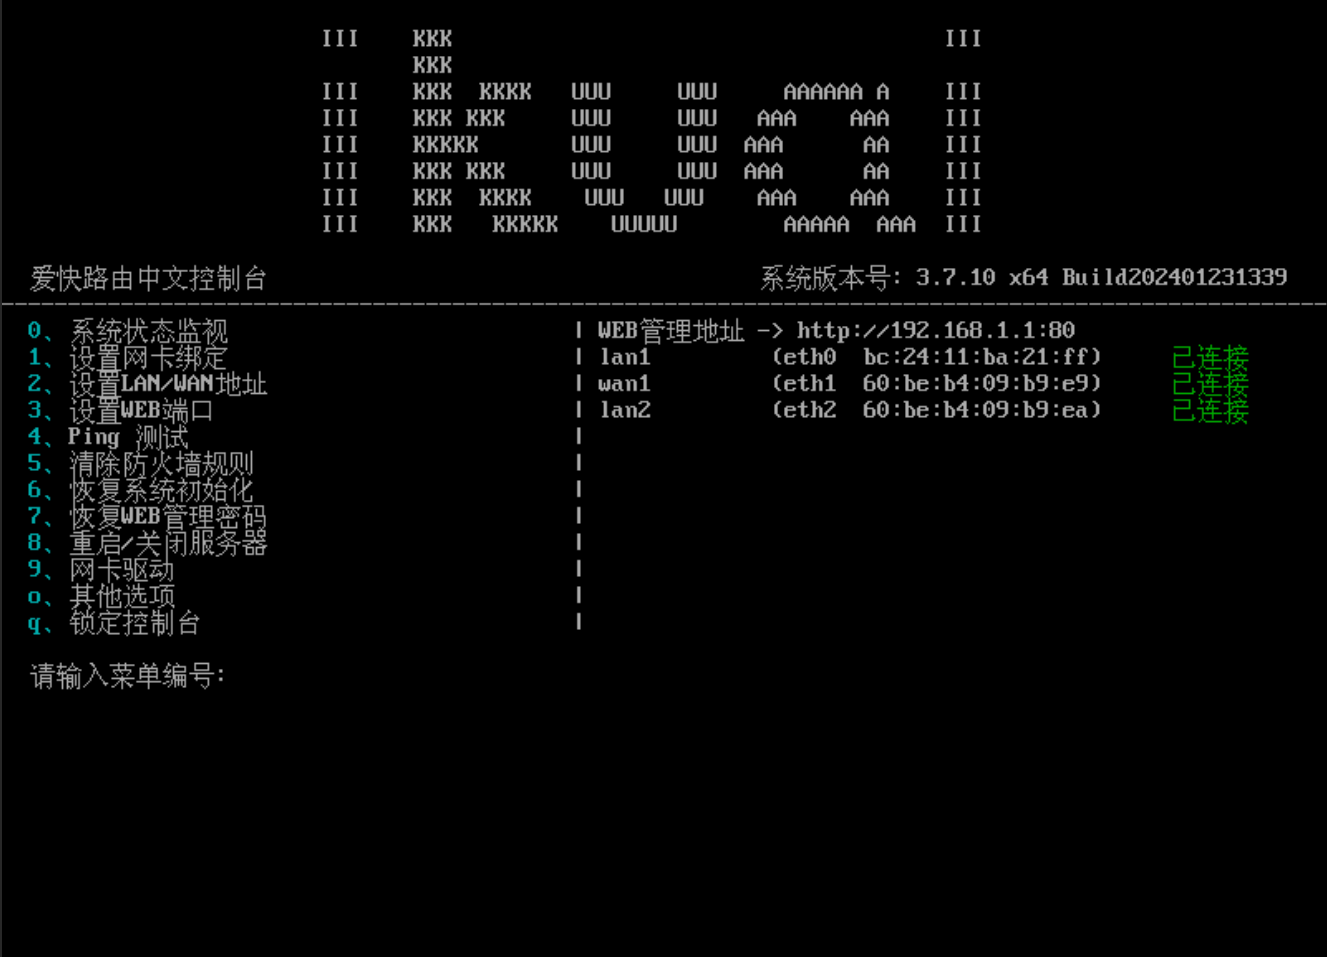 III    KKK                                     III
       KKK
III    KKK  KKKK   UUU     UUU     AAAAAA A    III
III    KKK KKK     UUU     UUU   AAA    AAA    III
III    KKKKK       UUU     UUU  AAA      AA    III
III    KKK KKK     UUU     UUU  AAA      AA    III
III    KKK  KKKK    UUU   UUU    AAA    AAA    III
III    KKK   KKKKK    UUUUU        AAAAA  AAA  III
爱快路由中文控制台 系统版本号: 3.7.10 x64 Build202401231339
0、系统状态监视 | WEB管理地址 -> http://192.168.1.1:80
1、设置网卡绑定 | lan1 (eth0 bc:24:11:ba:21:ff) 已连接
2、设置LAN/WAN地址 | wan1 (eth1 60:be:b4:09:b9:e9) 已连接
3、设置WEB端口 | lan2 (eth2 60:be:b4:09:b9:ea) 已连接
4、Ping 测试 |
5、清除防火墙规则 |
6、恢复系统初始化 |
7、恢复WEB管理密码 |
8、重启/关闭服务器 |
9、网卡驱动 |
o、其他选项 |
q、锁定控制台 |
请输入菜单编号: